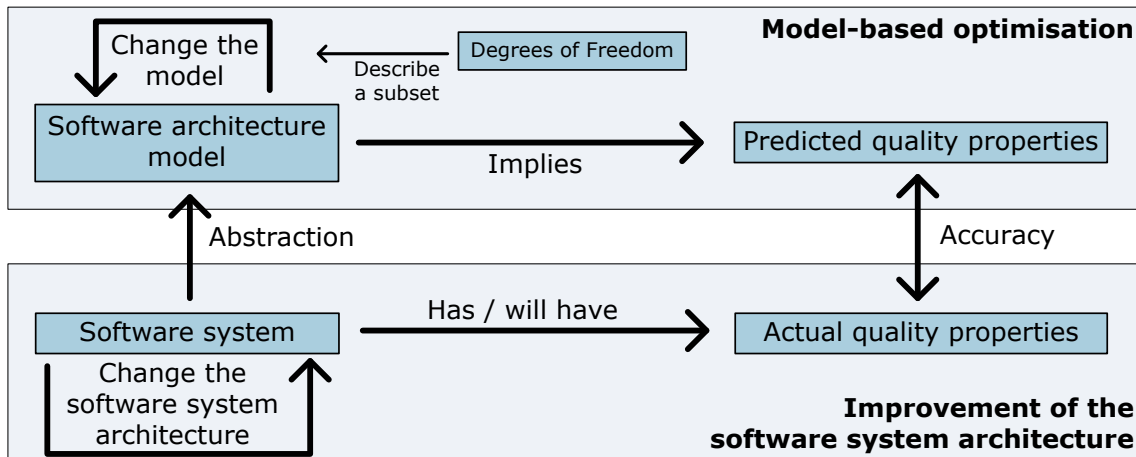 Model-based optimisation
Change the
model
Degrees of Freedom
Describe
a subset
Software architecture
model
Implies
Predicted quality properties
Abstraction
Accuracy
Software system
Has / will have
Actual quality properties
Change the
software system
architecture
Improvement of the
software system architecture